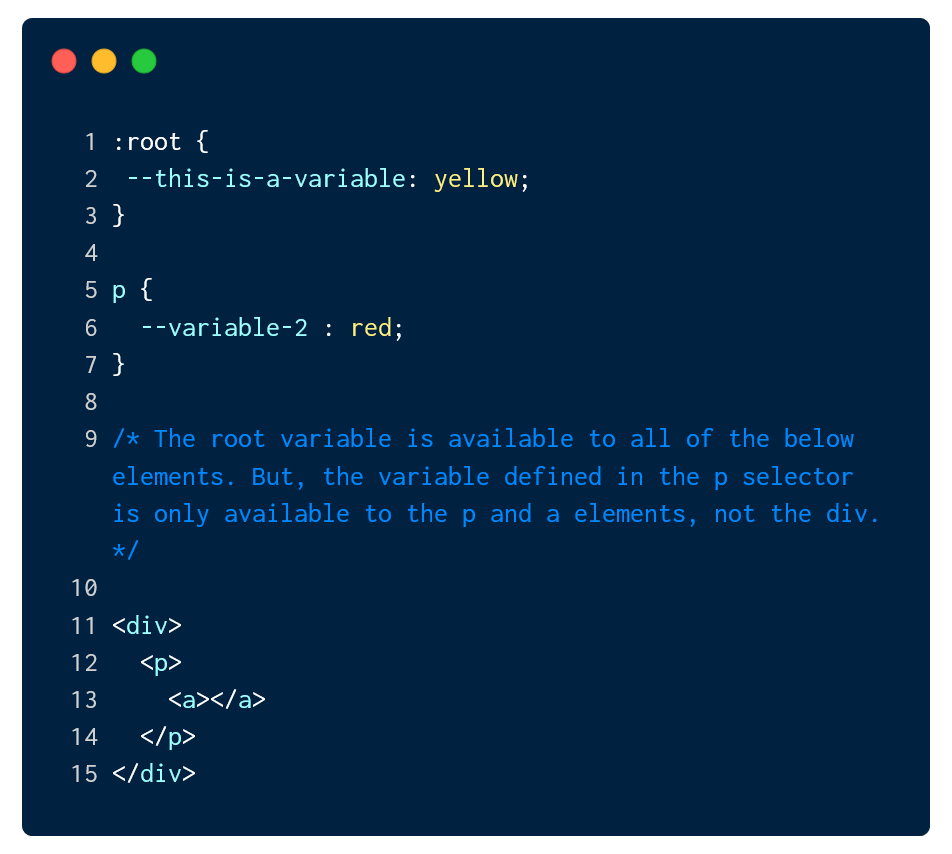 1 :root {
2  --this-is-a-variable: yellow;
3 }
4
5 p {
6   --variable-2 : red;
7 }
8
9 /* The root variable is available to all of the below
elements. But, the variable defined in the p selector
is only available to the p and a elements, not the div.
*/
10
11 <div>
12   <p>
13     <a></a>
14   </p>
15 </div>